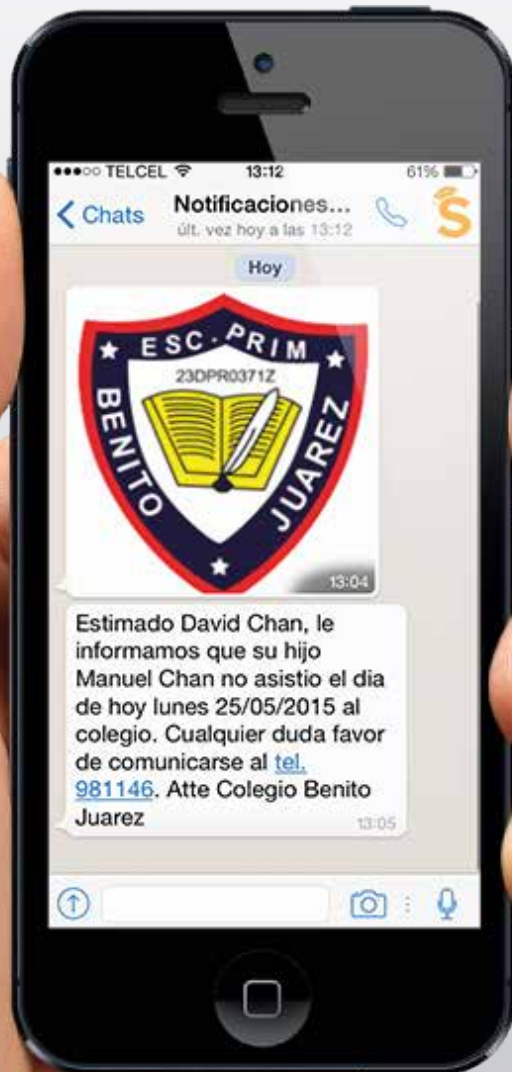 TELCEL 13:12 61%
Chats Notificaciones...
últ. vez hoy a las 13:12
S
Hoy
ESC. PRIM
23DPR0371Z
BENITO JUAREZ
13:04
Estimado David Chan, le
informamos que su hijo
Manuel Chan no asistio el dia
de hoy lunes 25/05/2015 al
colegio. Cualquier duda favor
de comunicarse al tel.
981146. Atte Colegio Benito
Juarez
13:05